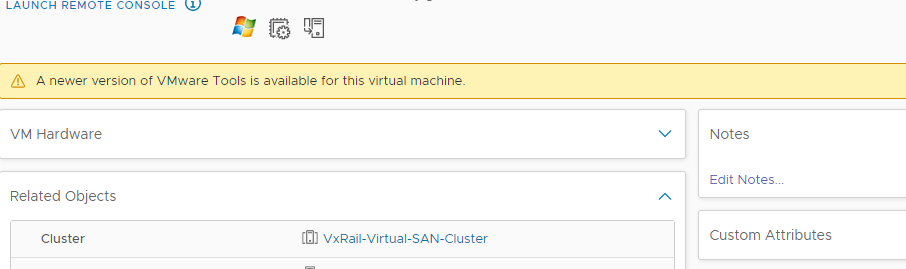 LAUNCH REMOTE CONSOLE
A newer version of VMware Tools is available for this virtual machine.
VM Hardware
Related Objects
Cluster VxRail-Virtual-SAN-Cluster
Notes
Edit Notes...
Custom Attributes